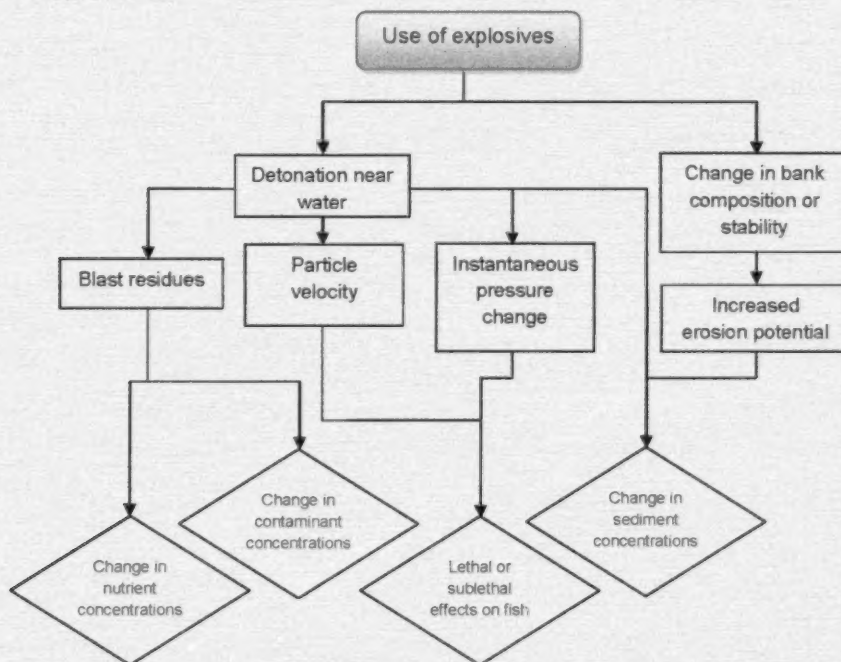 Use of explosives
Detonation near
water
Change in bank
composition or
stability
Blast residues
Particle
velocity
Instantaneous
pressure
change
Increased
erosion potential
Change in
nutrient
concentrations
Change in
contaminant
concentrations
Lethal or
sublethal
effects on fish
Change in
sediment
concentrations